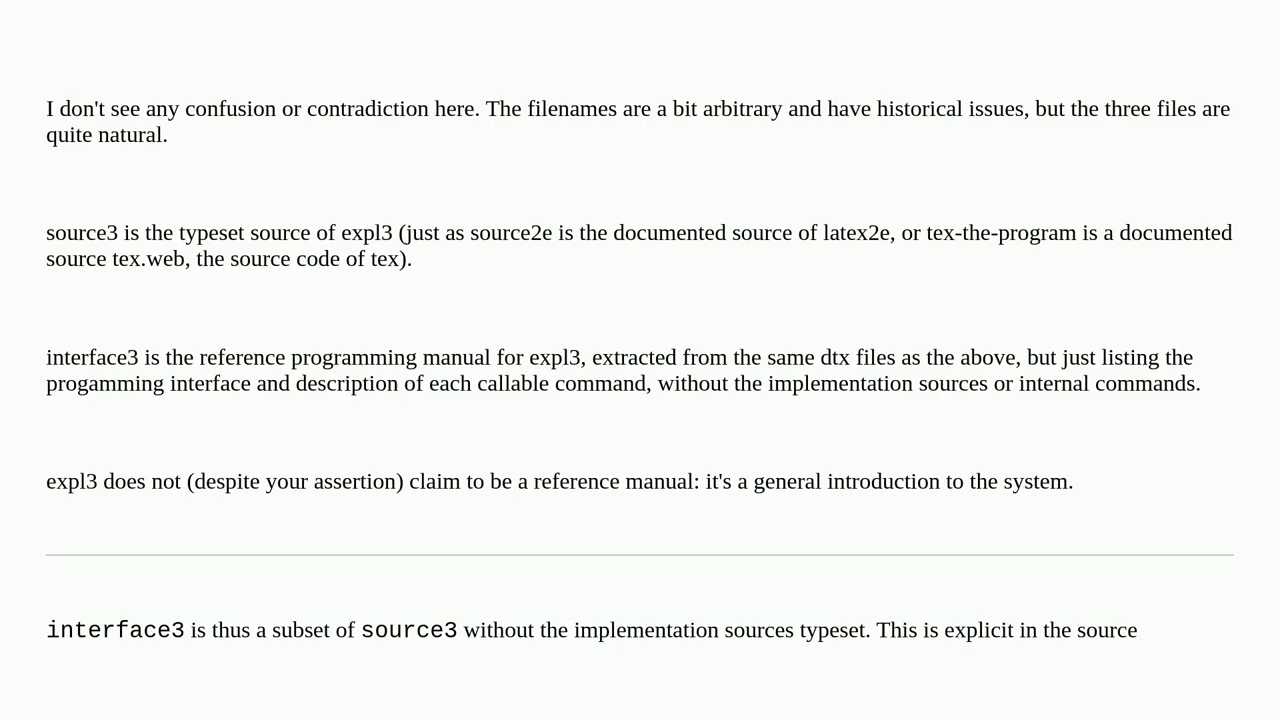 I don't see any confusion or contradiction here. The filenames are a bit arbitrary and have historical issues, but the three files are
quite natural.
source3 is the typeset source of expl3 (just as source2e is the documented source of latex2e, or tex-the-program is a documented
source tex.web, the source code of tex).
interface3 is the reference programming manual for expl3, extracted from the same dtx files as the above, but just listing the
progamming interface and description of each callable command, without the implementation sources or internal commands.
expl3 does not (despite your assertion) claim to be a reference manual: it's a general introduction to the system.
interface3 is thus a subset of source3 without the implementation sources typeset. This is explicit in the source